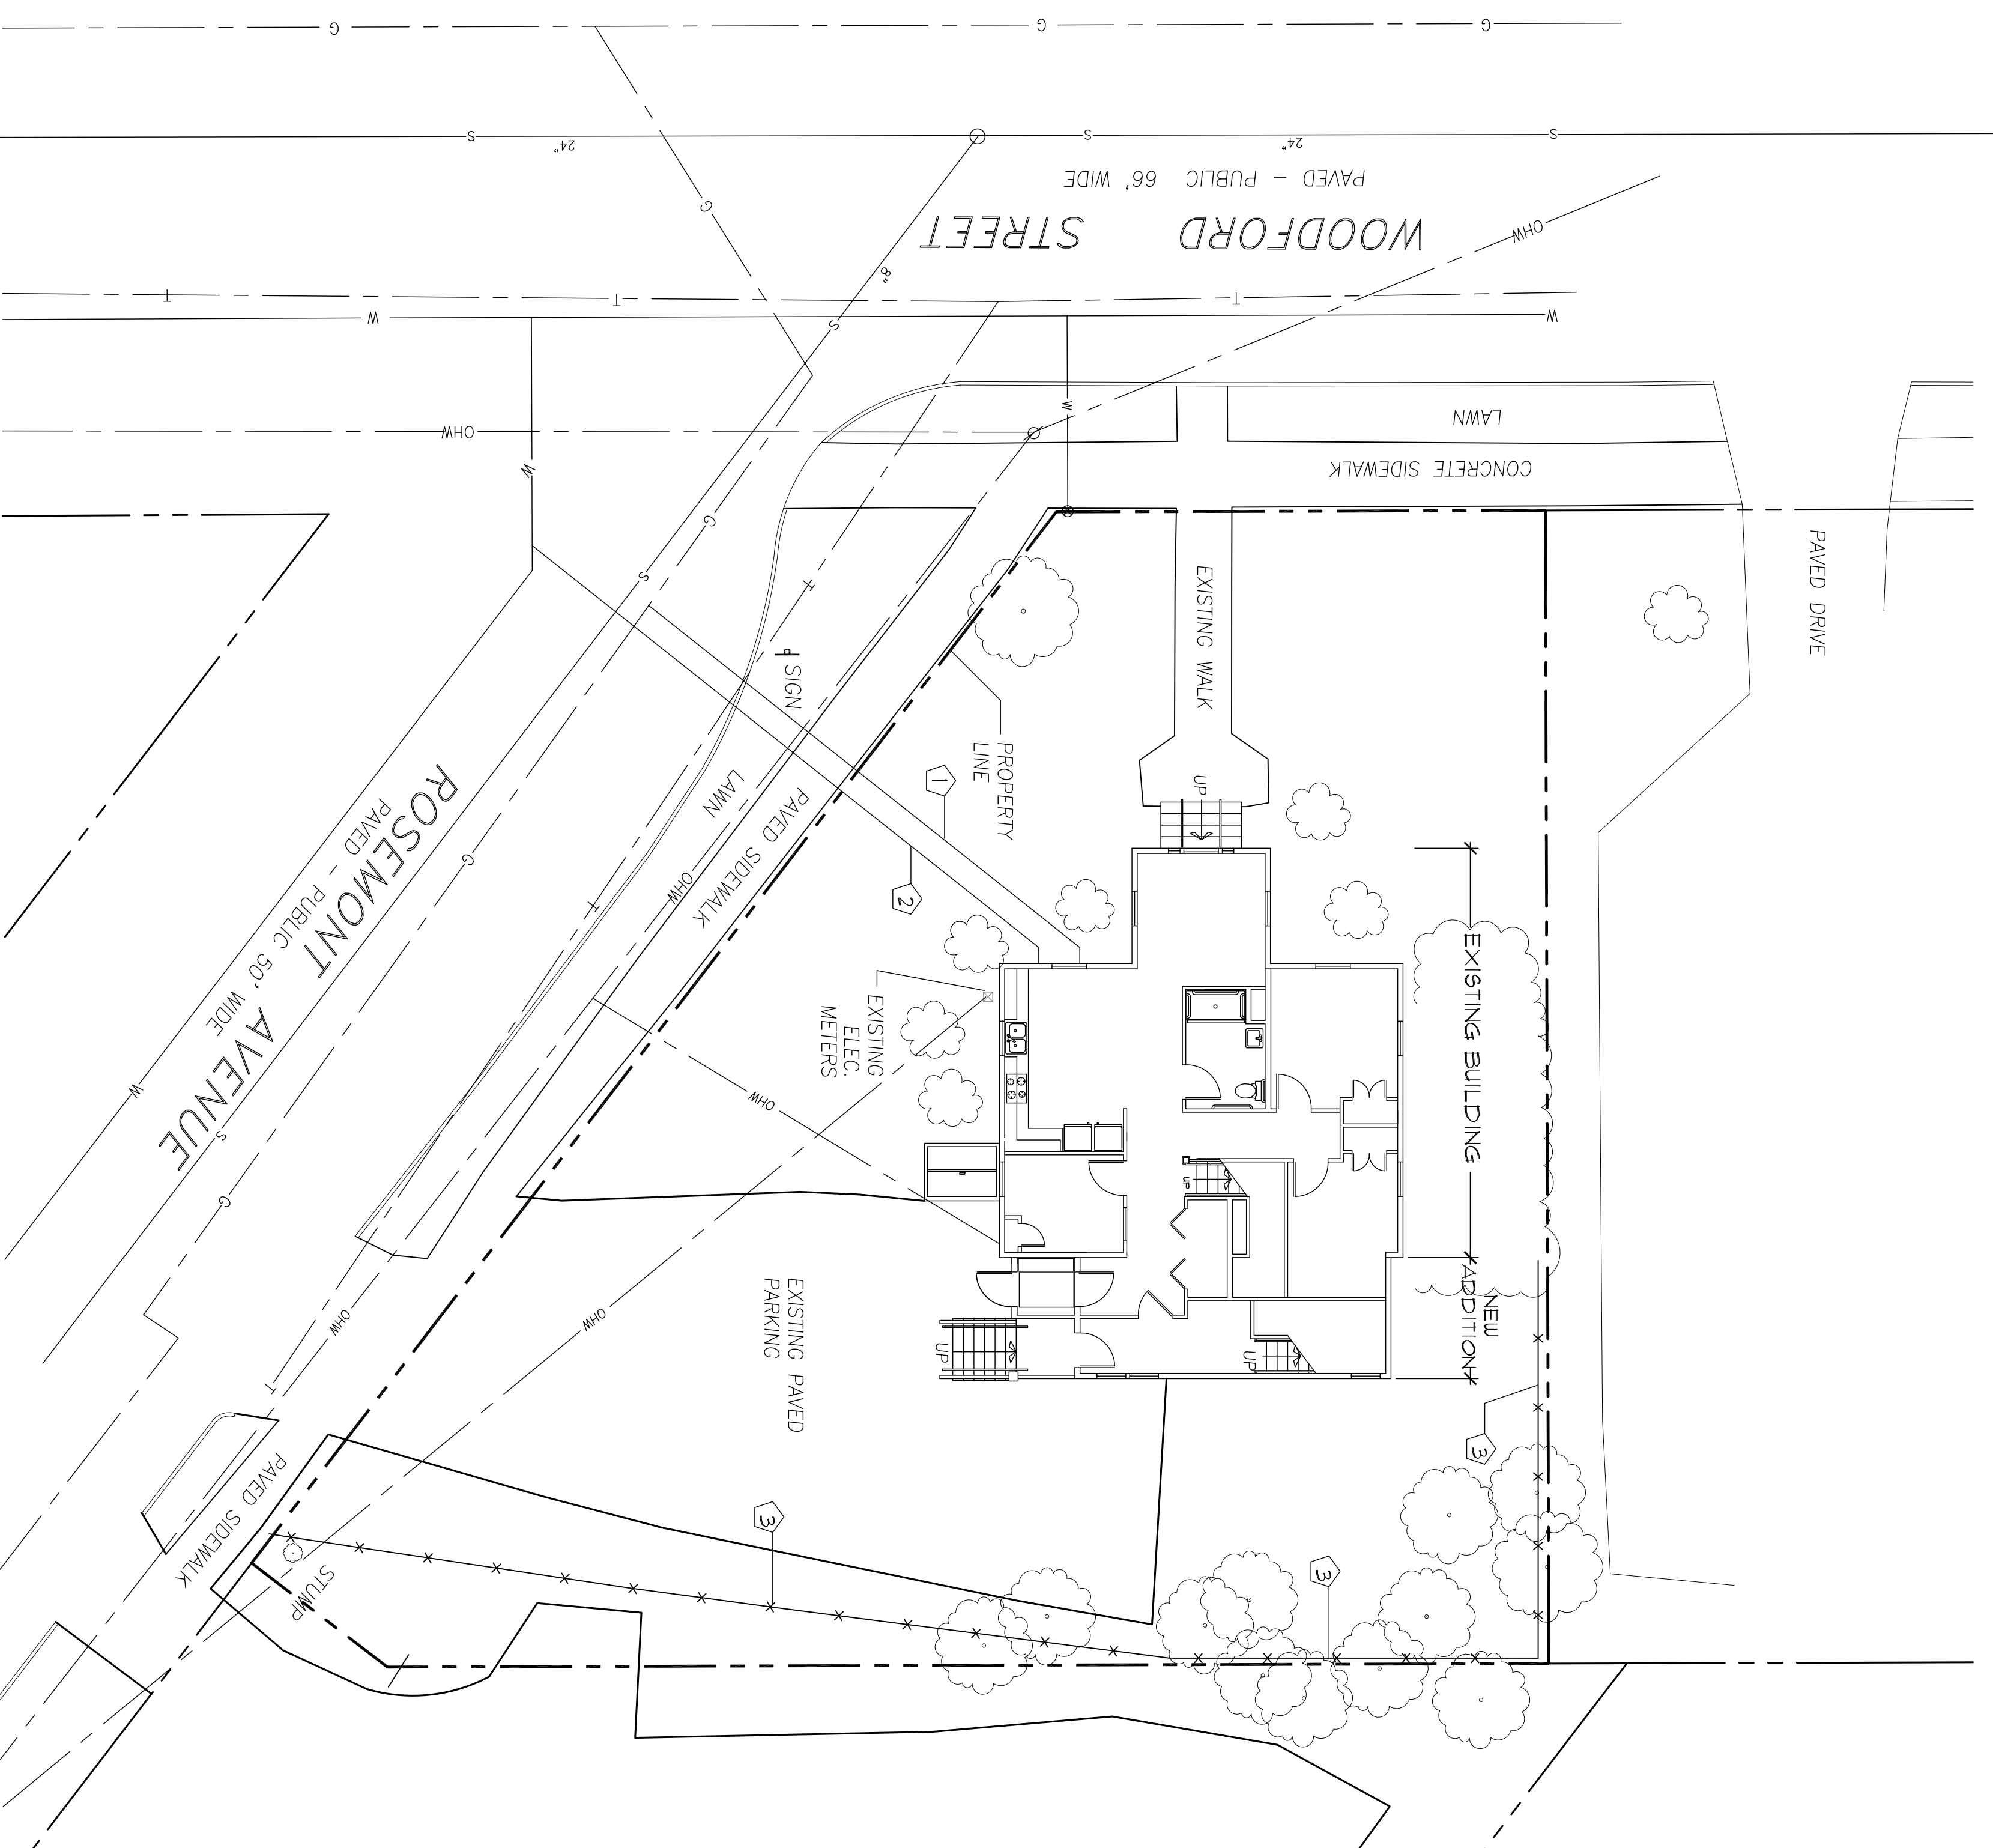 G
G
G
S
24"
S
24"
S
PAVED – PUBLIC 66' WIDE
WOODFORD STREET
OHW
G
8"
T
T
T
W
W
S
W
OHW
W
LAWN
CONCRETE SIDEWALK
G
S
T
PAVED DRIVE
EXISTING WALK
SIGN
PROPERTY
LINE
1
2
UP
LAWN
PAVED SIDEWALK
OHW
ROSEMONT AVENUE
PAVED – PUBLIC 50' WIDE
G
T
W
S
G
EXISTING
ELEC.
METERS
OHW
EXISTING BUILDING
UP
NEW
ADDITION
EXISTING PAVED
PARKING
OHW
OHW
T
UP
UP
3
3
3
PAVED SIDEWALK
STUMP